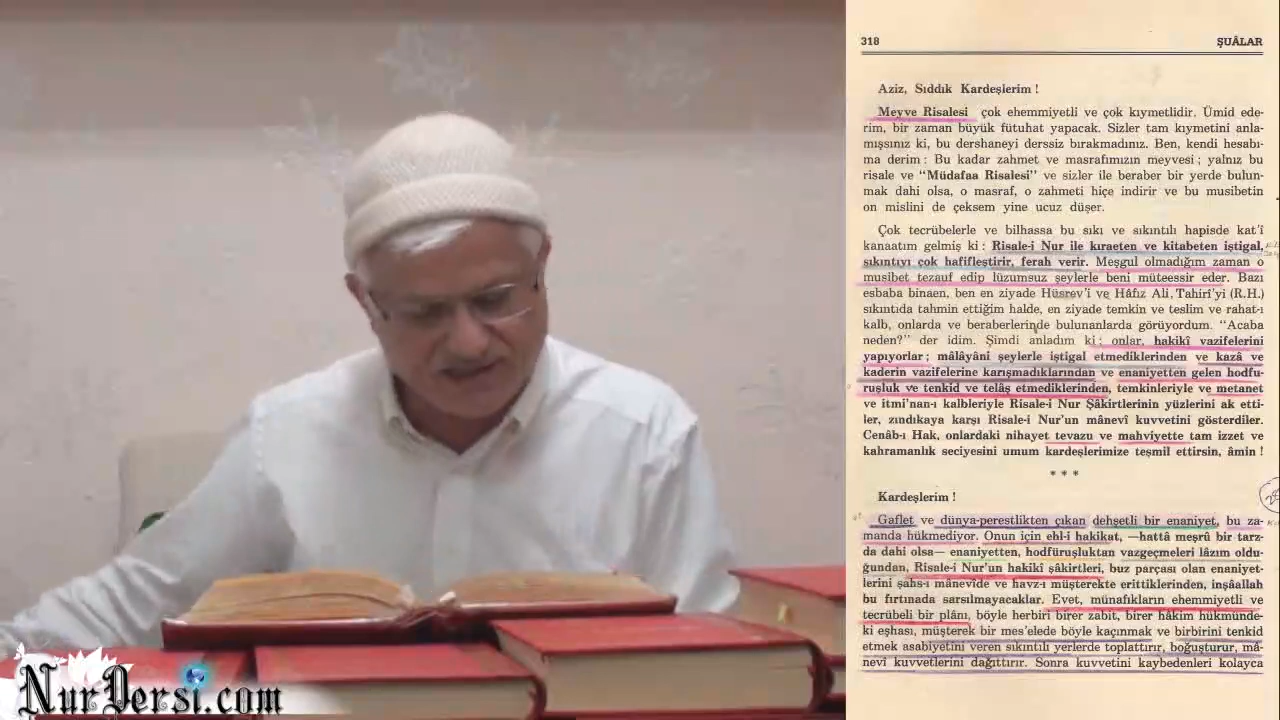 318 ŞUÂLAR
Aziz, Sıddık Kardeşlerim !
Meyve Risalesi çok ehemmiyetli ve çok kıymetlidir. Ümid ede-
rim, bir zaman büyük fütuhat yapacak. Sizler tam kıymetini anla-
mışsınız ki, bu dershaneyi derssiz bırakmadınız. Ben, kendi hesabı-
ma derim : Bu kadar zahmet ve masrafımızın meyvesi ; yalnız bu
risale ve "Müdafaa Risalesi" ve sizler ile beraber bir yerde bulun-
mak dahi olsa, o masraf, o zahmeti hiçe indirir ve bu musibetin
on mislini de çeksem yine ucuz düşer.
Çok tecrübelerle ve bilhassa bu sıkı ve sıkıntılı hapisde kat'î
kanaatım gelmiş ki : Risale-i Nur ile kıraeten ve kitabeten iştigal,
sıkıntıyı çok hafifleştirir, ferah verir. Meşgul olmadığım zaman o
musibet tezauf edip lüzumsuz şeylerle beni müteessir eder. Bazı
esbaba binaen, ben en ziyade Hüsrev'i ve Hâfız Ali, Tahirî'yi (R.H.)
sıkıntıda tahmin ettiğim halde, en ziyade temkin ve teslim ve rahat-ı
kalb, onlarda ve beraberlerinde bulunanlarda görüyordum. "Acaba
neden?" der idim. Şimdi anladım ki : onlar, hakikî vazifelerini
yapıyorlar ; mâlâyâni şeylerle iştigal etmediklerinden ve kazâ ve
kaderin vazifelerine karışmadıklarından ve enaniyetten gelen hodfu-
ruşluk ve tenkid ve telâş etmediklerinden, temkinleriyle ve metanet
ve itmi'nan-ı kalbleriyle Risale-i Nur Şâkirtlerinin yüzlerini ak etti-
ler, zındıkaya karşı Risale-i Nur'un mânevî kuvvetini gösterdiler.
Cenâb-ı Hak, onlardaki nihayet tevazu ve mahviyette tam izzet ve
kahramanlık seciyesini umum kardeşlerimize teşmil ettirsin, âmin !
* * *
Kardeşlerim !
Gaflet ve dünya-perestlikten çıkan dehşetli bir enaniyet, bu za-
manda hükmediyor. Onun için ehl-i hakikat, —hattâ meşrû bir tarz-
da dahi olsa— enaniyetten, hodfüruşluktan vazgeçmeleri lâzım oldu-
ğundan, Risale-i Nur'un hakikî şâkirtleri, buz parçası olan enaniyet-
lerini şahs-ı mânevîde ve havz-ı müşterekte erittiklerinden, inşâallah
bu fırtınada sarsılmayacaklar. Evet, münafıkların ehemmiyetli ve
tecrübeli bir plânı, böyle herbiri birer zabit, birer hâkim hükmünde-
ki eşhası, müşterek bir mes'elede böyle kaçınmak ve birbirini tenkid
etmek asabiyetini veren sıkıntılı yerlerde toplattırır, boğuşturur, mâ-
nevî kuvvetlerini dağıttırır. Sonra kuvvetini kaybedenleri kolayca
NurDersi.com